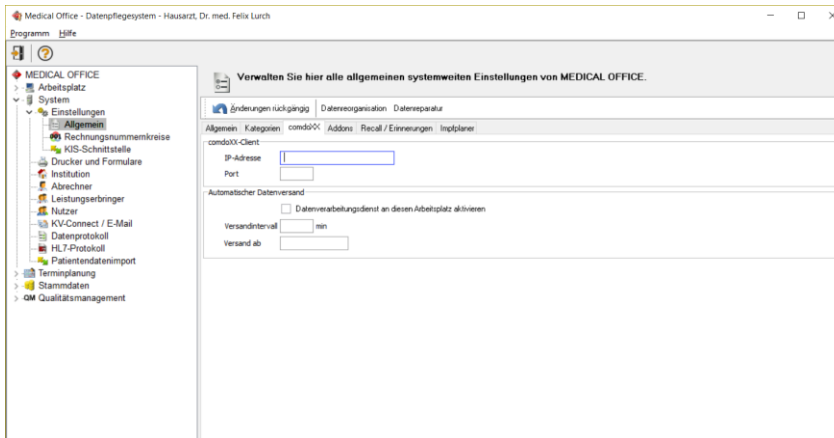 Medical Office - Datenpflegesystem - Hausarzt, Dr. med. Felix Lurch
Programm Hilfe
MEDICAL OFFICE
Arbeitsplatz
System
Einstellungen
Allgemein
Rechnungsnummernkreise
KIS-Schnittstelle
Drucker und Formulare
Institution
Abrechner
Leistungserbringer
Nutzer
KV-Connect / E-Mail
Datenprotokoll
HL7-Protokoll
Patientendatenimport
Terminplanung
Stammdaten
QM Qualitätsmanagement
Verwalten Sie hier alle allgemeinen systemweiten Einstellungen von MEDICAL OFFICE.
Änderungen rückgängig Datenreorganisation Datenreparatur
Allgemein Kategorien comdoXX Addons Recall / Erinnerungen Impfplaner
comdoXX-Client
IP-Adresse
Port
Automatischer Datenversand
Datenverarbeitungsdienst an diesen Arbeitsplatz aktivieren
Versandintervall min
Versand ab